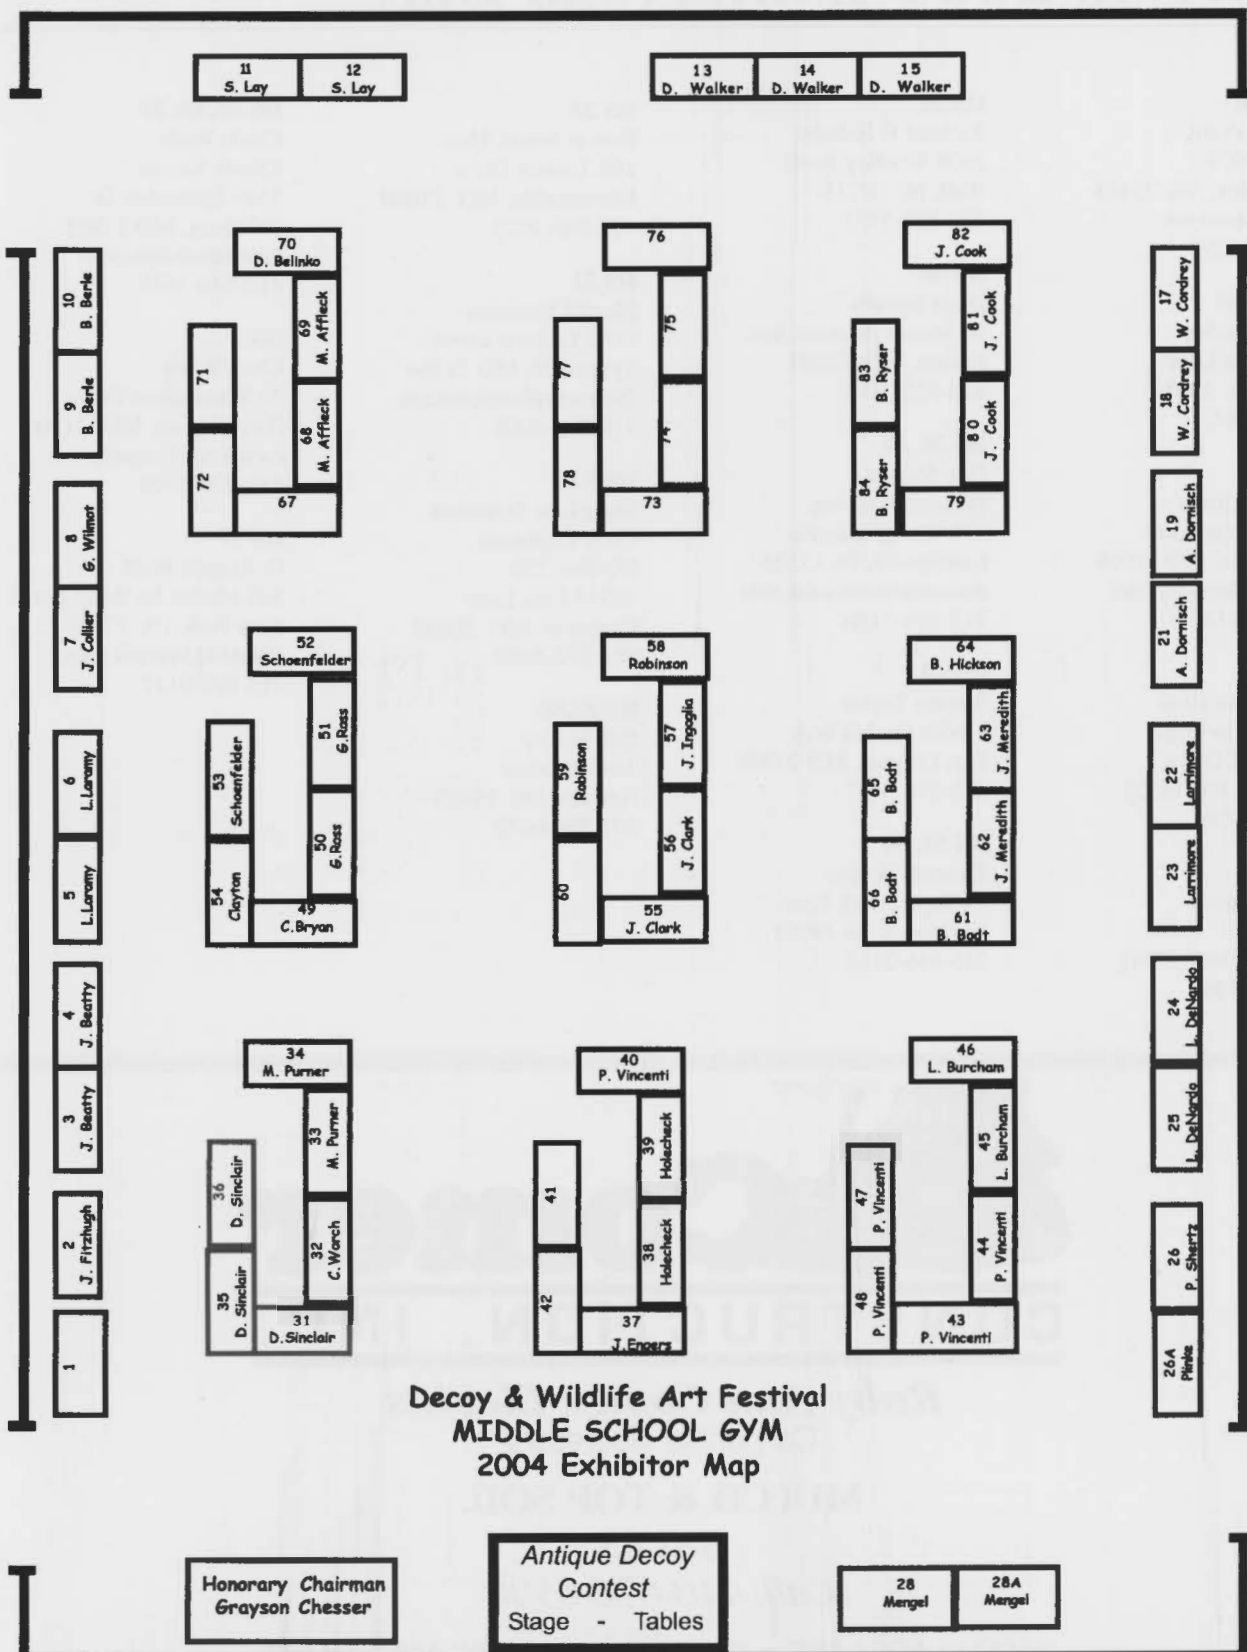 11
S. Lay
12
S. Lay
13
D. Walker
14
D. Walker
15
D. Walker
10
B. Berle
9
B. Berle
8
G. Wilmot
7
J. Collier
6
L.Laramy
5
L.Laramy
4
J. Beatty
3
J. Beatty
2
J. Fitzhugh
1
70
D. Belinko
69
M. Affleck
68
M. Affleck
67
71
72
76
75
74
73
77
78
82
J. Cook
81
J. Cook
80
J. Cook
79
83
B. Ryser
84
B. Ryser
17
W. Cordrey
18
W. Cordrey
19
A. Dornisch
21
A. Dornisch
22
Larrimore
23
Larrimore
24
L. DeNardo
25
L. DeNardo
26
P. Shertz
26A
Plinke
52
Schoenfelder
51
G.Ross
50
G.Ross
49
C.Bryan
53
Schoenfelder
54
Clayton
58
Robinson
57
J. Ingoglia
56
J. Clark
55
J. Clark
59
Robinson
60
64
B. Hickson
63
J. Meredith
62
J. Meredith
61
B. Bodt
65
B. Bodt
66
B. Bodt
34
M. Purner
33
M. Purner
32
C. Warch
31
D.Sinclair
36
D. Sinclair
35
D. Sinclair
40
P. Vincenti
39
Holecheck
38
Holecheck
37
J.Engers
41
42
46
L. Burcham
45
L. Burcham
44
P. Vincenti
43
P. Vincenti
47
P. Vincenti
48
P. Vincenti
Decoy & Wildlife Art Festival
MIDDLE SCHOOL GYM
2004 Exhibitor Map
Honorary Chairman
Grayson Chesser
Antique Decoy
Contest
Stage - Tables
28
Mengel
28A
Mengel